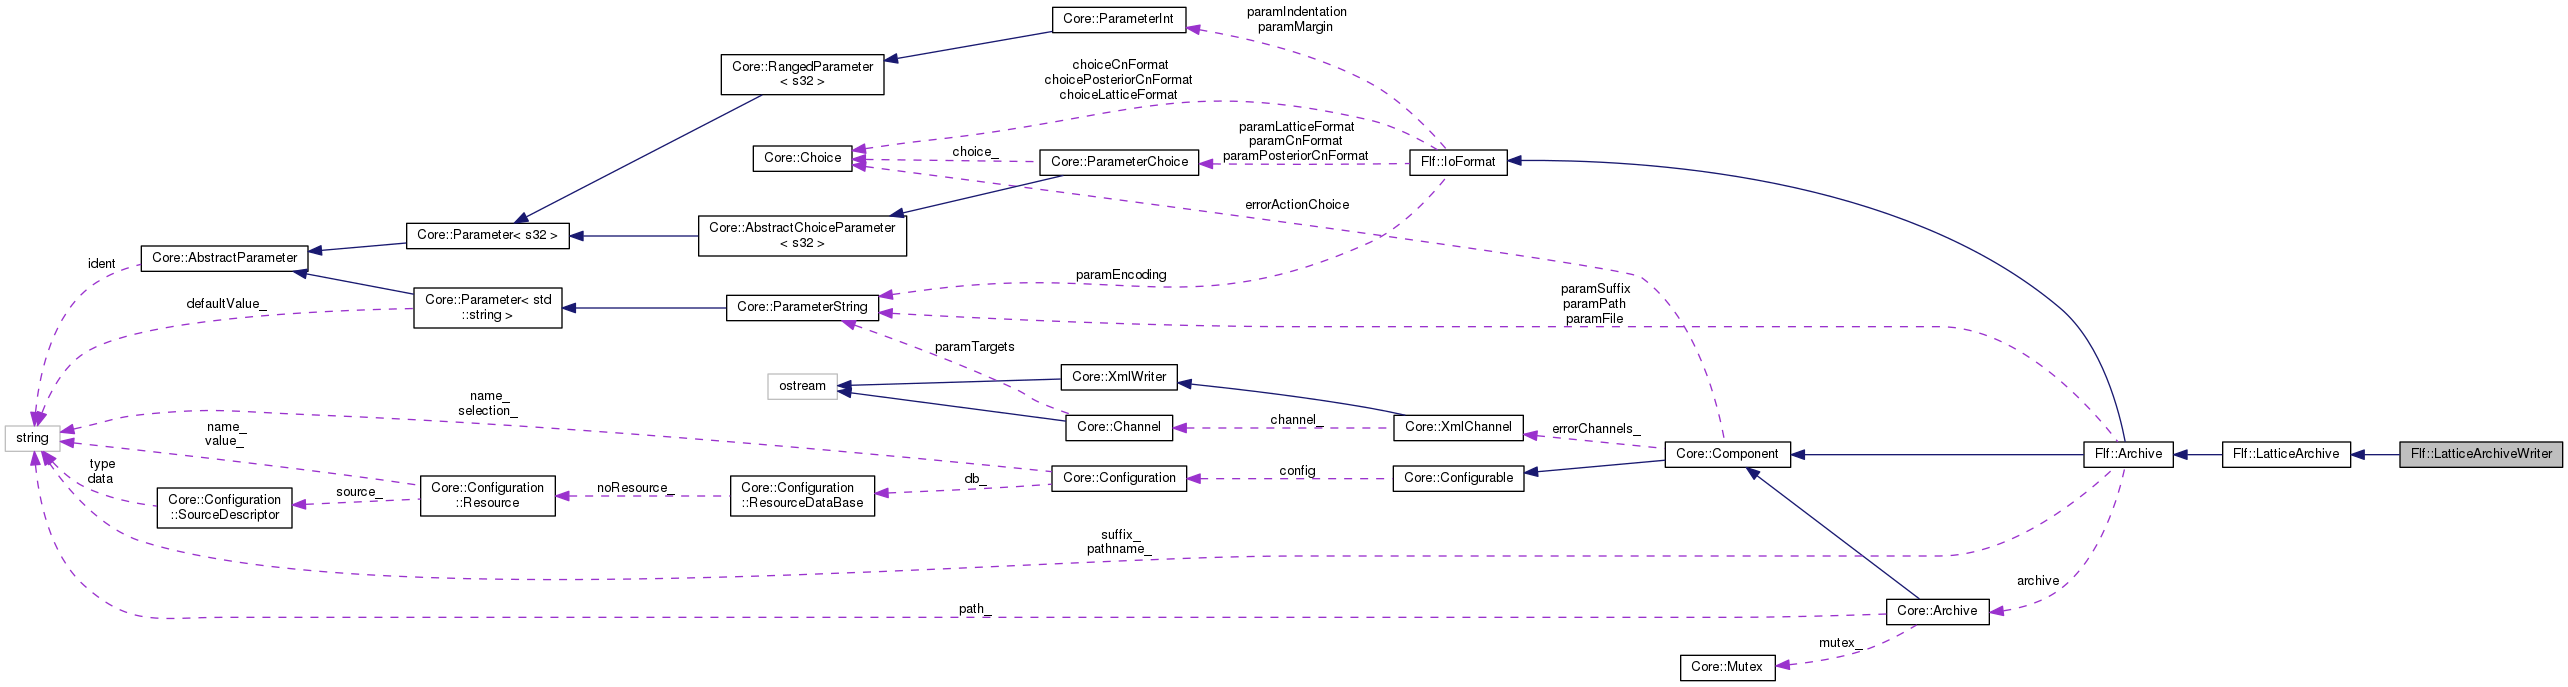 Core::ParameterInt
paramIndentation
paramMargin
Core::RangedParameter
< s32 >
choiceCnFormat
choicePosteriorCnFormat
choiceLatticeFormat
Core::Choice
choice_
Core::ParameterChoice
paramLatticeFormat
paramCnFormat
paramPosteriorCnFormat
Flf::IoFormat
errorActionChoice
Core::Parameter< s32 >
Core::AbstractChoiceParameter
< s32 >
Core::AbstractParameter
ident
defaultValue_
Core::Parameter< std
::string >
Core::ParameterString
paramEncoding
paramSuffix
paramPath
paramFile
paramTargets
ostream
Core::XmlWriter
Core::Channel
channel_
Core::XmlChannel
errorChannels_
Core::Component
Flf::Archive
Flf::LatticeArchive
Flf::LatticeArchiveWriter
string
name_
selection_
name_
value_
type
data
Core::Configuration
::SourceDescriptor
source_
Core::Configuration
::Resource
noResource_
Core::Configuration
::ResourceDataBase
db_
Core::Configuration
config
Core::Configurable
suffix_
pathname_
archive
path_
Core::Archive
mutex_
Core::Mutex